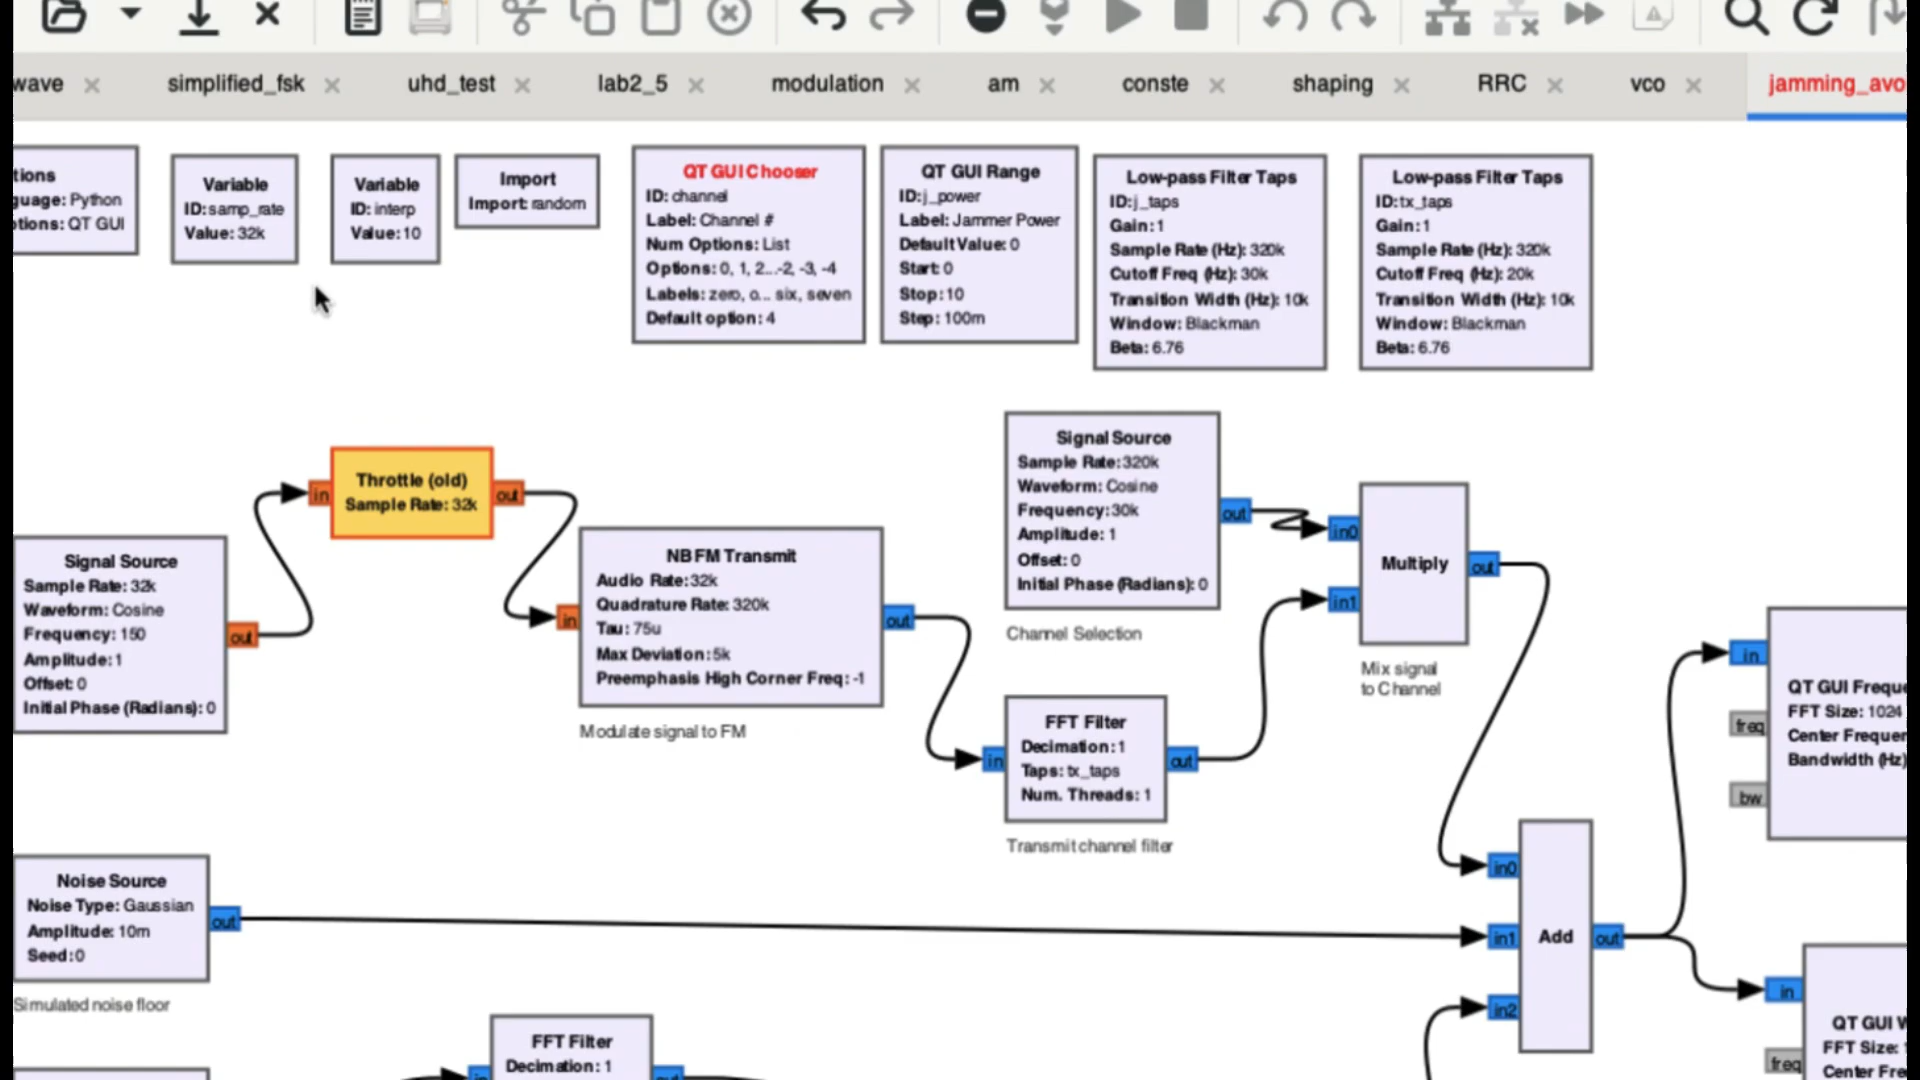 wave
simplified_fsk
uhd_test
lab2_5
modulation
am
conste
shaping
RRC
vco
jamming_avo
tions
guage: Python
tions: QT GUI
Variable
ID: samp_rate
Value: 32k
Variable
ID: interp
Value: 10
Import
Import: random
QT GUI Chooser
ID: channel
Label: Channel #
Num Options: List
Options: 0, 1, 2...-2, -3, -4
Labels: zero, o... six, seven
Default option: 4
QT GUI Range
ID: j_power
Label: Jammer Power
Default Value: 0
Start: 0
Stop: 10
Step: 100m
Low-pass Filter Taps
ID: j_taps
Gain: 1
Sample Rate (Hz): 320k
Cutoff Freq (Hz): 30k
Transition Width (Hz): 10k
Window: Blackman
Beta: 6.76
Low-pass Filter Taps
ID: tx_taps
Gain: 1
Sample Rate (Hz): 320k
Cutoff Freq (Hz): 20k
Transition Width (Hz): 10k
Window: Blackman
Beta: 6.76
Signal Source
Sample Rate: 32k
Waveform: Cosine
Frequency: 150
Amplitude: 1
Offset: 0
Initial Phase (Radians): 0
out
in
Throttle (old)
Sample Rate: 32k
out
in
NBFM Transmit
Audio Rate: 32k
Quadrature Rate: 320k
Tau: 75u
Max Deviation: 5k
Preemphasis High Corner Freq: -1
out
Modulate signal to FM
Signal Source
Sample Rate: 320k
Waveform: Cosine
Frequency: 30k
Amplitude: 1
Offset: 0
Initial Phase (Radians): 0
out
Channel Selection
in
FFT Filter
Decimation: 1
Taps: tx_taps
Num. Threads: 1
out
Transmit channel filter
in0
in1
Multiply
out
Mix signal
to Channel
in
freq
bw
QT GUI Freque
FFT Size: 1024
Center Frequen
Bandwidth (Hz)
Noise Source
Noise Type: Gaussian
Amplitude: 10m
Seed: 0
out
Simulated noise floor
in0
in1
in2
Add
out
in
freq
QT GUI W
FFT Size: 
Center Fre
in
FFT Filter
Decimation: 1
out